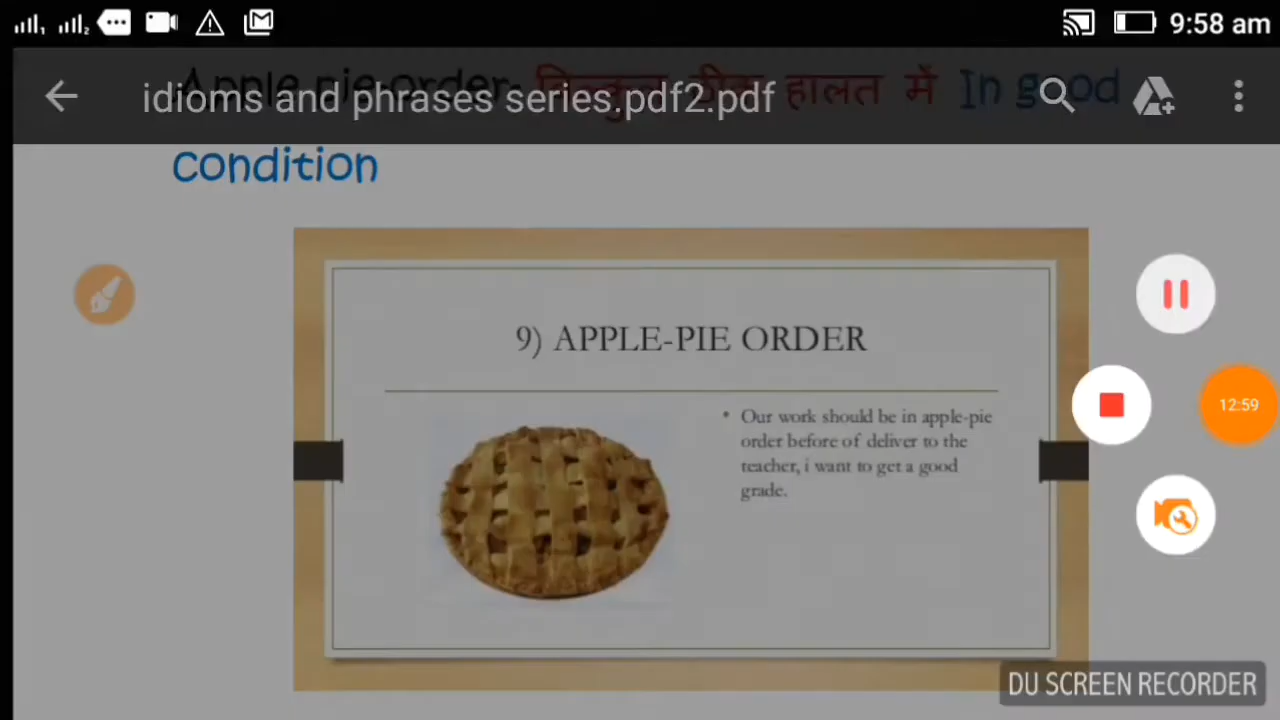 9:58 am
Apple pie order- बिल्कुल ठीक हालत में In good
idioms and phrases series.pdf2.pdf
condition
9) APPLE-PIE ORDER
• Our work should be in apple-pie
order before of deliver to the
teacher, i want to get a good
grade.
12:59
DU SCREEN RECORDER